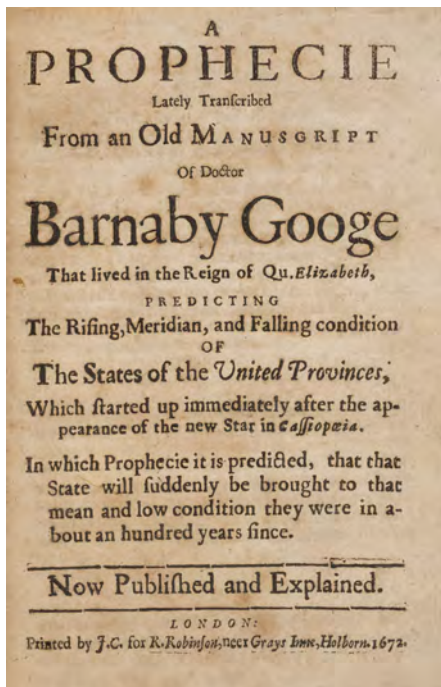 A
PROPHECIE
Lately Tranſcribed
From an Old MANUSGRIPT
Of Doctor
Barnaby Googe
That lived in the Reign of Qu. Elizabeth,
PREDICTING
The Riſing, Meridian, and Falling condition
OF
The States of the United Provinces,
Which ſtarted up immediately after the ap-
pearance of the new Star in Caſſiopœia.
In which Prophecie it is predicted, that that
State will ſuddenly be brought to that
mean and low condition they were in a-
bout an hundred years ſince.
Now Publiſhed and Explained.
LONDON:
Printed by J.C. for R. Robinſon, neer Grays Inne, Holborn. 1672.